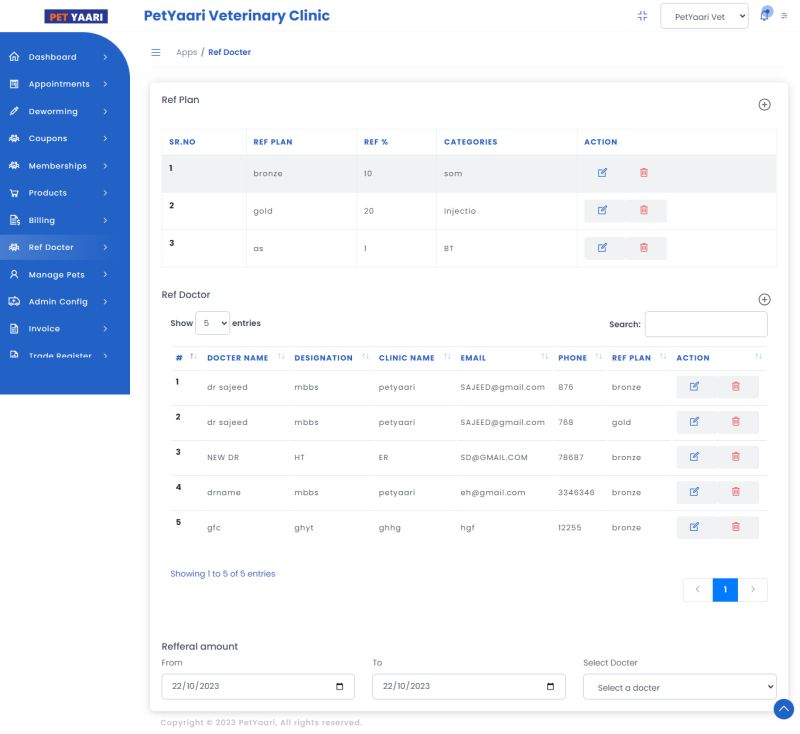 PET YAARI
PetYaari Veterinary Clinic
PetYaari Vet
Apps / Ref Docter
Dashboard
Appointments
Deworming
Coupons
Memberships
Products
Billing
Ref Docter
Manage Pets
Admin Config
Invoice
Trade Register
Ref Plan
SR.NO REF PLAN REF % CATEGORIES ACTION
1 bronze 10 som
2 gold 20 Injectio
3 as 1 BT
Ref Doctor
Show 5 entries Search:
# DOCTER NAME DESIGNATION CLINIC NAME EMAIL PHONE REF PLAN ACTION
1 dr sajeed mbbs petyaari SAJEED@gmail.com 876 bronze
2 dr sajeed mbbs petyaari SAJEED@gmail.com 768 gold
3 NEW DR HT ER SD@GMAIL.COM 78687 bronze
4 drname mbbs petyaari eh@gmail.com 3346346 bronze
5 gfc ghyt ghhg hgf 12255 bronze
Showing 1 to 5 of 5 entries
1
Refferal amount
From To Select Docter
22/10/2023 22/10/2023 Select a docter
Copyright © 2023 PetYaari, All rights reserved.